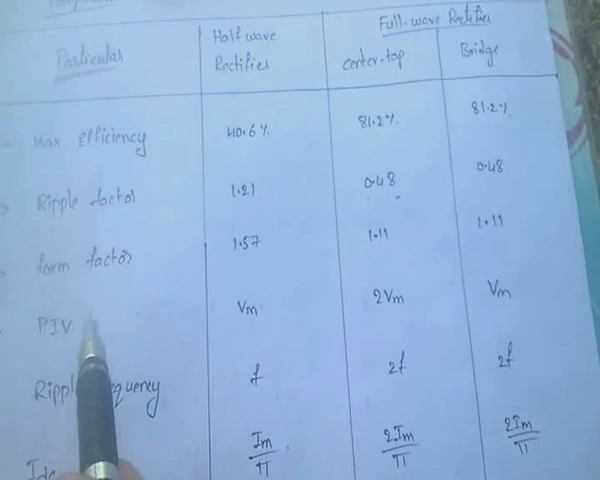 Full-wave Rectifier
Particular Half wave Rectifier center-tap Bridge
Max efficiency 40.6% 81.2% 81.2%
Ripple factor 1.21 0.48 0.48
form factor 1.57 1.11 1.11
PIV Vm 2Vm Vm
Ripple f 2f 2f
Im/π 2Im/π 2Im/π